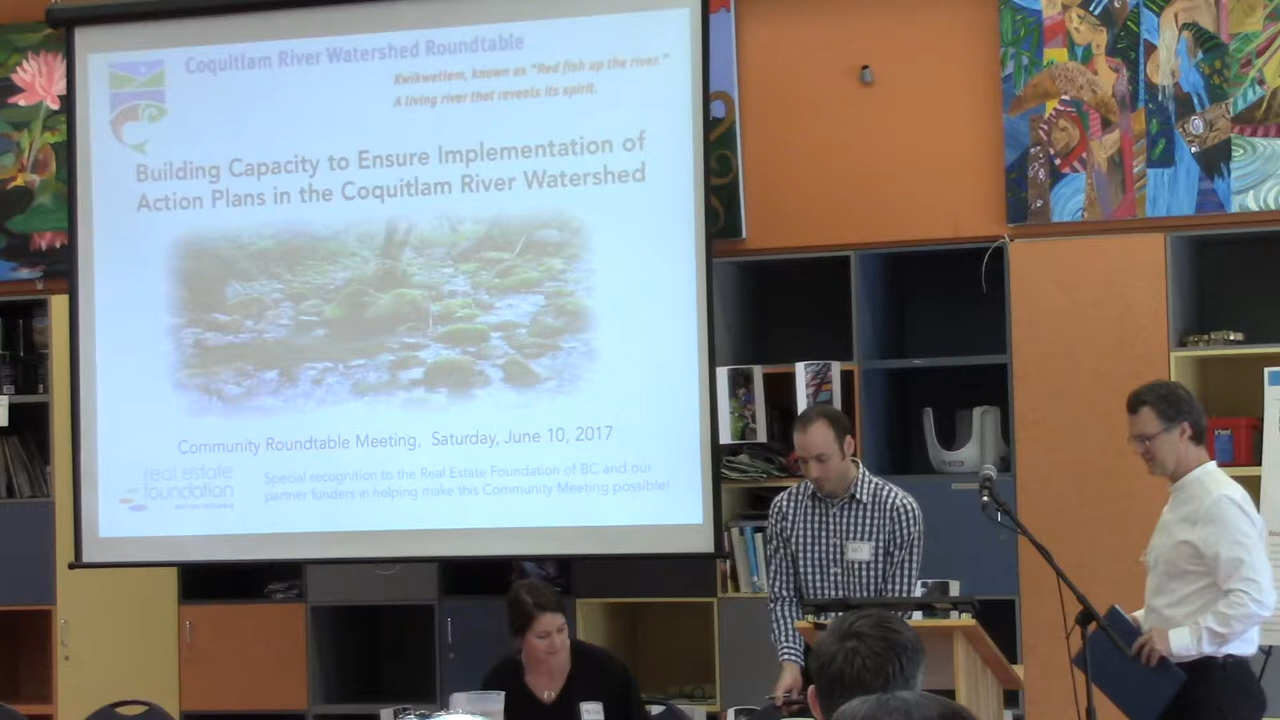 Coquitlam River Watershed Roundtable
Kwikwetlem, known as "Red fish up the river."
A living river that reveals its spirit.
Building Capacity to Ensure Implementation of
Action Plans in the Coquitlam River Watershed
Community Roundtable Meeting, Saturday, June 10, 2017
real estate
foundation
Special recognition to the Real Estate Foundation of BC and our
partner funders in helping make this Community Meeting possible!